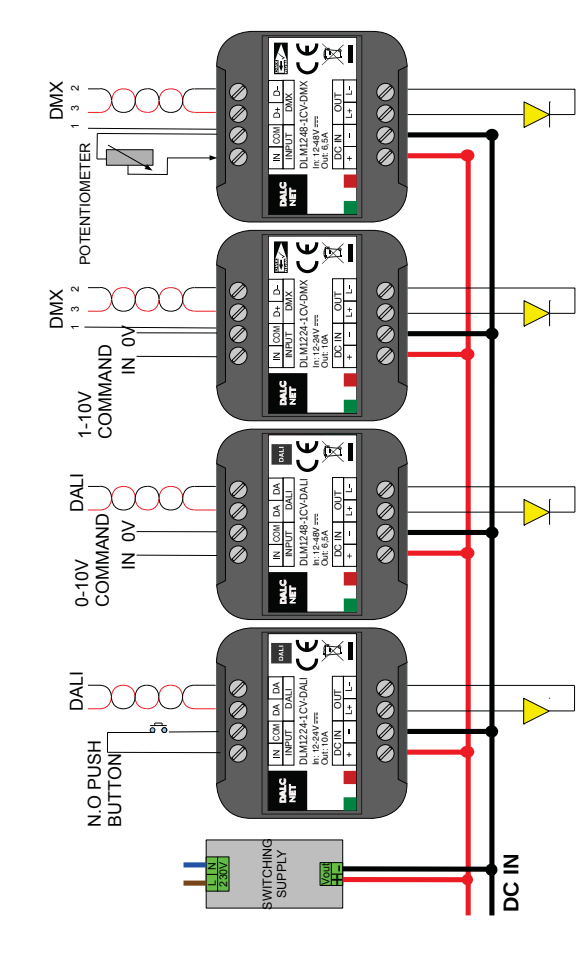 L N
230V
SWITCHING
SUPPLY
Vout
+ -
DC IN
N.O PUSH
BUTTON
DALI
IN COM DA DA
INPUT DALI
DALC
NET
DLM1224-1CV-DALI
In: 12-24V
Out: 10A
DALI
CE
DC IN OUT
+ - L+ L-
0-10V
COMMAND
IN 0V
DALI
IN COM DA DA
INPUT DALI
DALC
NET
DLM1248-1CV-DALI
In: 12-48V
Out: 6,5A
DALI
CE
DC IN OUT
+ - L+ L-
1-10V
COMMAND
IN 0V
DMX
1 3 2
IN COM D+ D-
INPUT DMX
DALC
NET
DLM1224-1CV-DMX
In: 12-24V
Out: 10A
CE
DC IN OUT
+ - L+ L-
POTENTIOMETER
DMX
1 3 2
IN COM D+ D-
INPUT DMX
DALC
NET
DLM1248-1CV-DMX
In: 12-48V
Out: 6,5A
CE
DC IN OUT
+ - L+ L-